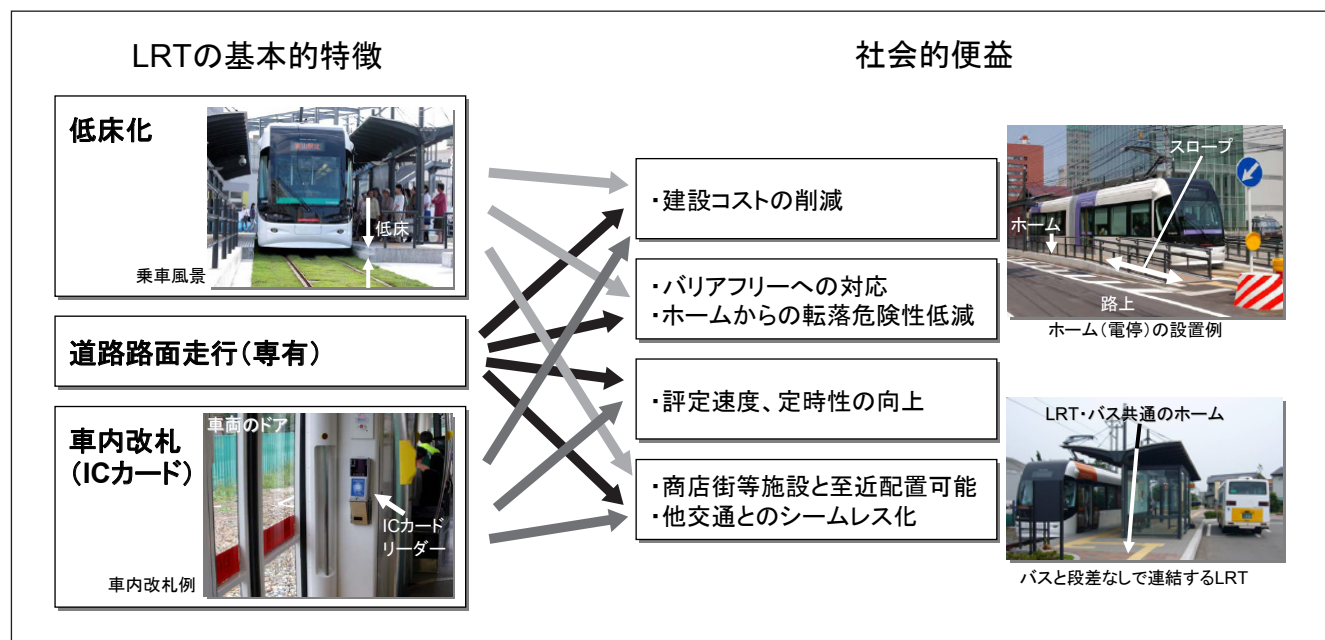 LRTの基本的特徴
社会的便益
低床化
低床
乗車風景
道路路面走行(専有)
車内改札
(ICカード)
車両のドア
ICカード
リーダー
車内改札例
・建設コストの削減
・バリアフリーへの対応
・ホームからの転落危険性低減
・評定速度、定時性の向上
・商店街等施設と至近配置可能
・他交通とのシームレス化
スロープ
ホーム
路上
ホーム(電停)の設置例
LRT・バス共通のホーム
バスと段差なしで連結するLRT